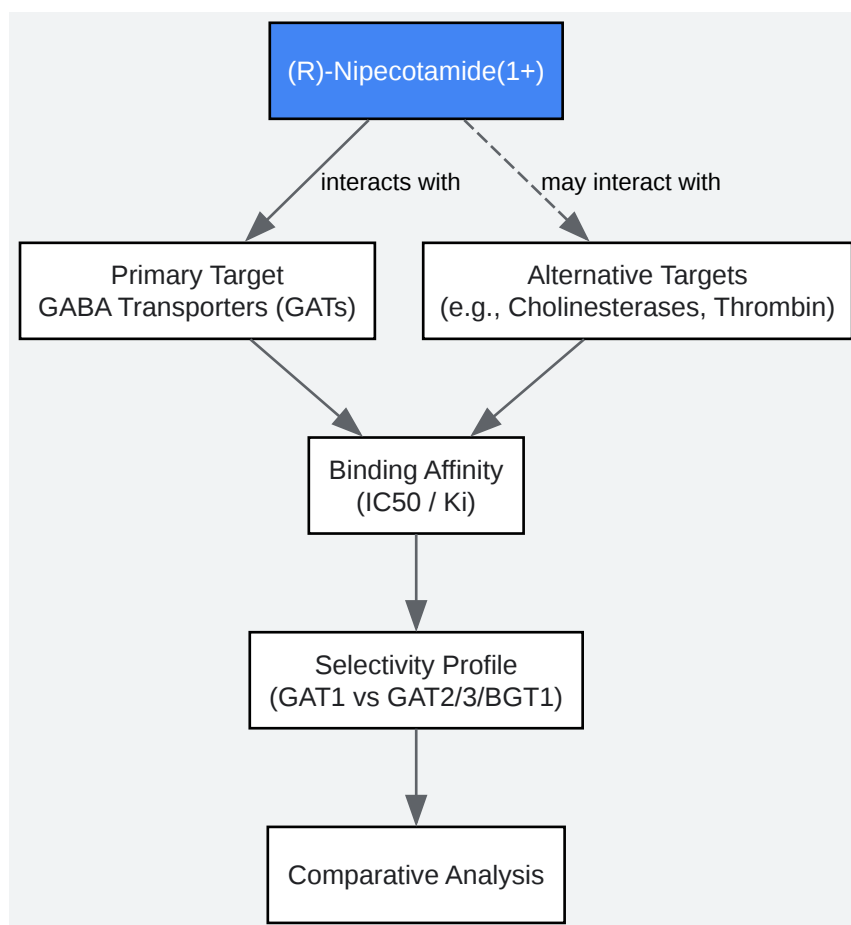 (R)-Nipecotamide(1+)
interacts with
may interact with
Primary Target
GABA Transporters (GATs)
Alternative Targets
(e.g., Cholinesterases, Thrombin)
Binding Affinity
(IC50 / Ki)
Selectivity Profile
(GAT1 vs GAT2/3/BGT1)
Comparative Analysis